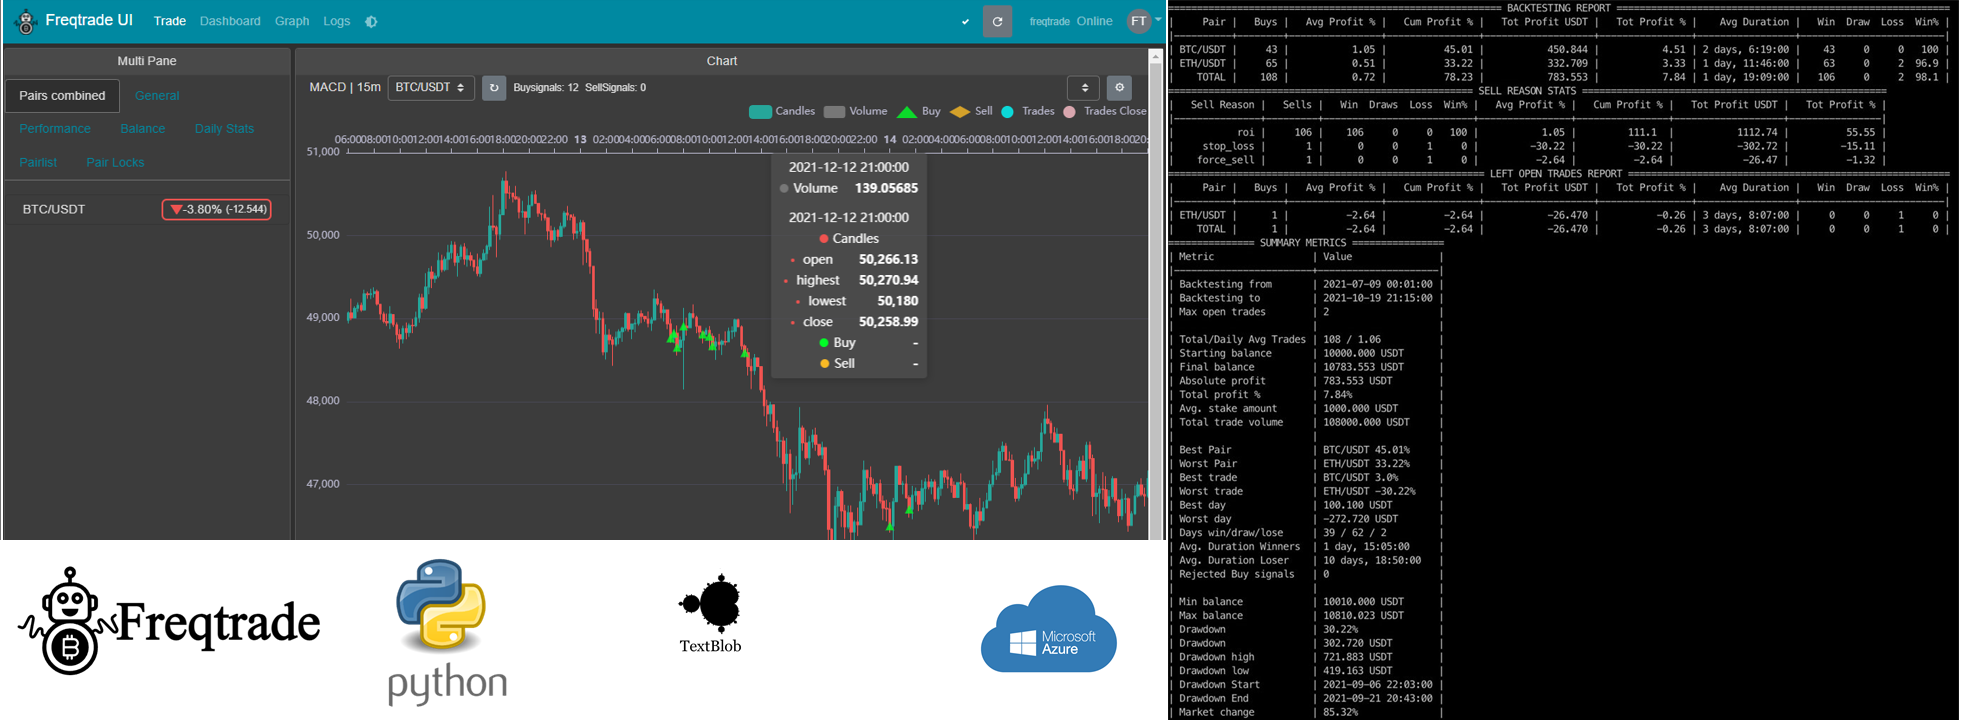 Freqtrade UI Trade Dashboard Graph Logs freqtrade Online FT
Multi Pane
Pairs combined General
Performance Balance Daily Stats
Pairlist Pair Locks
BTC/USDT -3.80% (-12.544)
Chart
MACD | 15m BTC/USDT Buysignals: 12 SellSignals: 0
Candles Volume Buy Sell Trades Trades Close
06:00 08:00 10:00 12:00 14:00 16:00 18:00 20:00 22:00 13 02:00 04:00 06:00 08:00 10:00 12:00 14:00 16:00 18:00 20:00 22:00 14 02:00 04:00 06:00 08:00 10:00 12:00 14:00 16:00 18:00 20:0
51,000
50,000
49,000
48,000
47,000
2021-12-12 21:00:00
Volume 139.05685
2021-12-12 21:00:00
Candles
open 50,266.13
highest 50,270.94
lowest 50,180
close 50,258.99
Buy -
Sell -
Freqtrade
python
TextBlob
Microsoft
Azure
BACKTESTING REPORT
| Pair | Buys | Avg Profit % | Cum Profit % | Tot Profit USDT | Tot Profit % | Avg Duration | Win Draw Loss Win% |
| BTC/USDT | 43 | 1.05 | 45.01 | 450.844 | 4.51 | 2 days, 6:19:00 | 43 0 0 100 |
| ETH/USDT | 65 | 0.51 | 33.22 | 332.709 | 3.33 | 1 day, 11:46:00 | 63 0 2 96.9 |
| TOTAL | 108 | 0.72 | 78.23 | 783.553 | 7.84 | 1 day, 19:09:00 | 106 0 2 98.1 |
SELL REASON STATS
| Sell Reason | Sells | Win Draws Loss Win% | Avg Profit % | Cum Profit % | Tot Profit USDT | Tot Profit % |
| roi | 106 | 106 0 0 100 | 1.05 | 111.1 | 1112.74 | 55.55 |
| stop_loss | 1 | 0 0 1 0 | -30.22 | -30.22 | -302.72 | -15.11 |
| force_sell | 1 | 0 0 1 0 | -2.64 | -2.64 | -26.47 | -1.32 |
LEFT OPEN TRADES REPORT
| Pair | Buys | Avg Profit % | Cum Profit % | Tot Profit USDT | Tot Profit % | Avg Duration | Win Draw Loss Win% |
| ETH/USDT | 1 | -2.64 | -2.64 | -26.470 | -0.26 | 3 days, 8:07:00 | 0 0 1 0 |
| TOTAL | 1 | -2.64 | -2.64 | -26.470 | -0.26 | 3 days, 8:07:00 | 0 0 1 0 |
SUMMARY METRICS
| Metric | Value |
| Backtesting from | 2021-07-09 00:01:00 |
| Backtesting to | 2021-10-19 21:15:00 |
| Max open trades | 2 |
| Total/Daily Avg Trades | 108 / 1.06 |
| Starting balance | 10000.000 USDT |
| Final balance | 10783.553 USDT |
| Absolute profit | 783.553 USDT |
| Total profit % | 7.84% |
| Avg. stake amount | 1000.000 USDT |
| Total trade volume | 108000.000 USDT |
| Best Pair | BTC/USDT 45.01% |
| Worst Pair | ETH/USDT 33.22% |
| Best trade | BTC/USDT 3.0% |
| Worst trade | ETH/USDT -30.22% |
| Best day | 100.100 USDT |
| Worst day | -272.720 USDT |
| Days win/draw/lose | 39 / 62 / 2 |
| Avg. Duration Winners | 1 day, 15:05:00 |
| Avg. Duration Loser | 10 days, 18:50:00 |
| Rejected Buy signals | 0 |
| Min balance | 10010.000 USDT |
| Max balance | 10810.023 USDT |
| Drawdown | 30.22% |
| Drawdown | 302.720 USDT |
| Drawdown high | 721.883 USDT |
| Drawdown low | 419.163 USDT |
| Drawdown Start | 2021-09-06 22:03:00 |
| Drawdown End | 2021-09-21 20:43:00 |
| Market change | 85.32% |